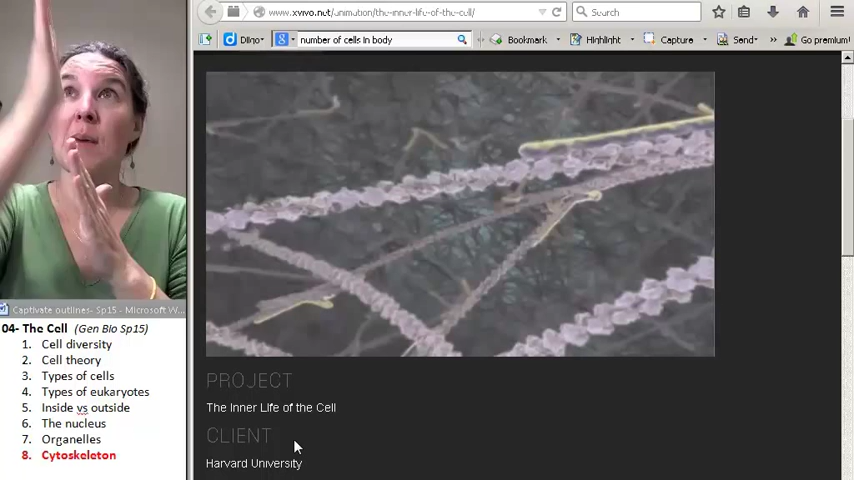 www.xvivo.net/animation/the-inner-life-of-the-cell/
Search
Diigo
number of cells in body
Bookmark
Highlight
Capture
Send
Go premium
Captivate outlines- Sp15 - Microsoft W...
04- The Cell (Gen Bio Sp15)
1. Cell diversity
2. Cell theory
3. Types of cells
4. Types of eukaryotes
5. Inside vs outside
6. The nucleus
7. Organelles
8. Cytoskeleton
PROJECT
The Inner Life of the Cell
CLIENT
Harvard University